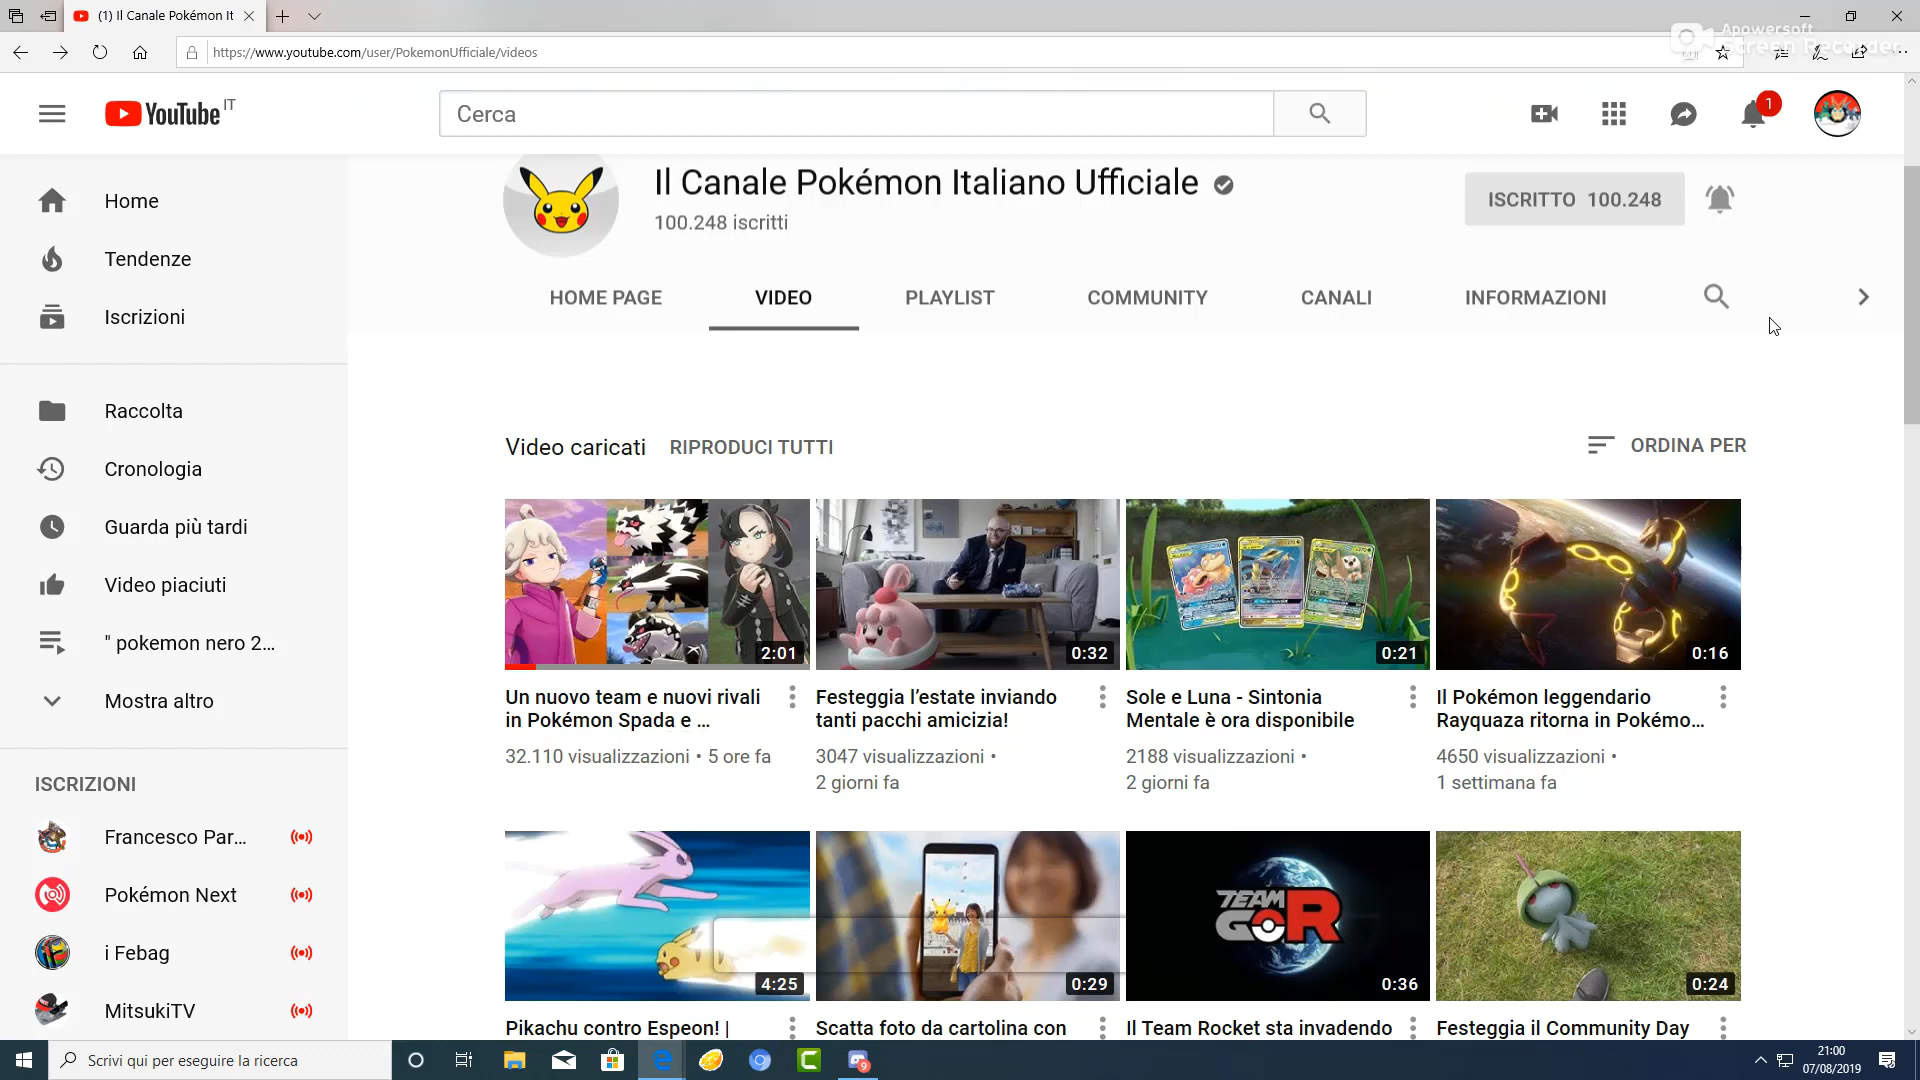 (1) Il Canale Pokémon It
https://www.youtube.com/user/PokemonUfficiale/videos
Apowersoft
Screen Recorder
YouTube IT
Cerca
1
Home
Tendenze
Iscrizioni
Raccolta
Cronologia
Guarda più tardi
Video piaciuti
" pokemon nero 2...
Mostra altro
ISCRIZIONI
Francesco Par...
Pokémon Next
i Febag
MitsukiTV
Il Canale Pokémon Italiano Ufficiale
100.248 iscritti
ISCRITTO 100.248
HOME PAGE
VIDEO
PLAYLIST
COMMUNITY
CANALI
INFORMAZIONI
Video caricati
RIPRODUCI TUTTI
ORDINA PER
2:01
Un nuovo team e nuovi rivali
in Pokémon Spada e ...
32.110 visualizzazioni • 5 ore fa
0:32
Festeggia l’estate inviando
tanti pacchi amicizia!
3047 visualizzazioni •
2 giorni fa
0:21
Sole e Luna - Sintonia
Mentale è ora disponibile
2188 visualizzazioni •
2 giorni fa
0:16
Il Pokémon leggendario
Rayquaza ritorna in Pokémo...
4650 visualizzazioni •
1 settimana fa
4:25
Pikachu contro Espeon! |
0:29
Scatta foto da cartolina con
TEAM
GO R
0:36
Il Team Rocket sta invadendo
0:24
Festeggia il Community Day
Scrivi qui per eseguire la ricerca
9
21:00
07/08/2019